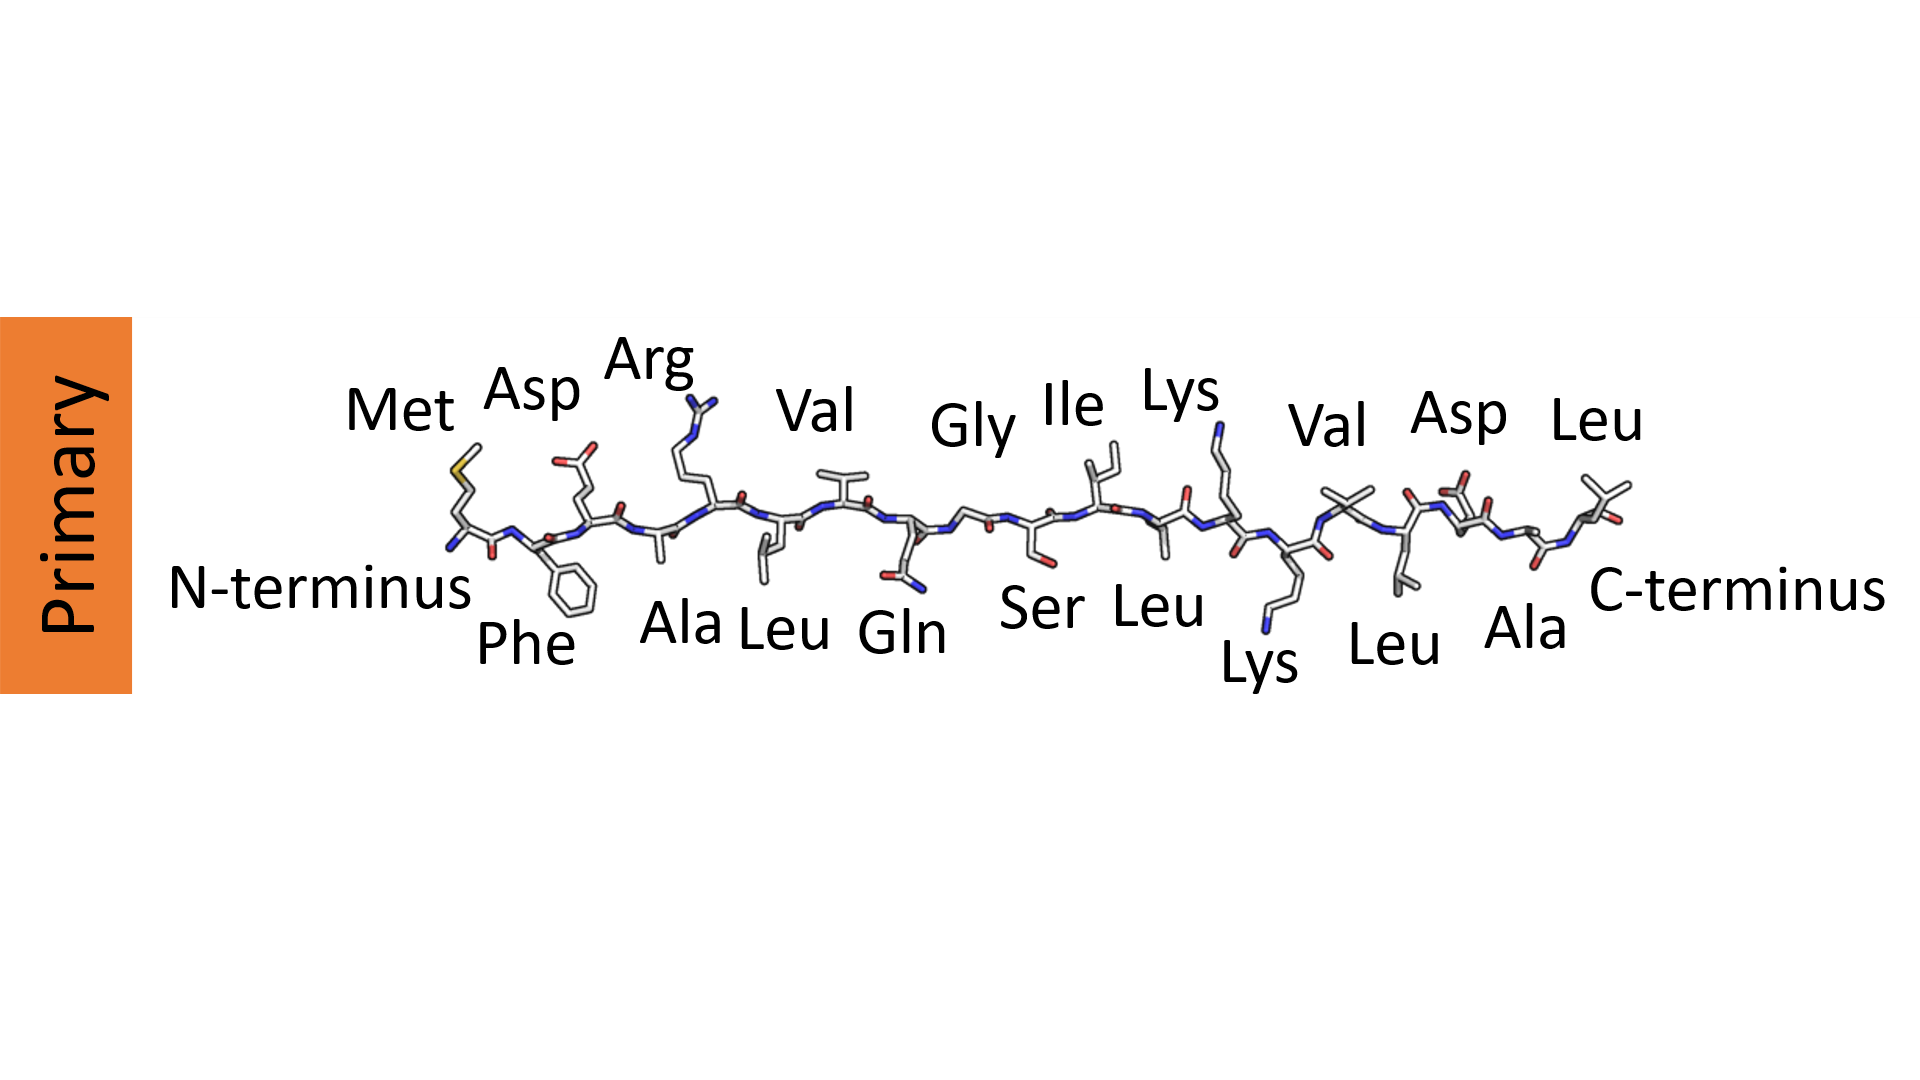 Primary
Met
Asp
Arg
Val
Gly
Ile
Lys
Val
Asp
Leu
N-terminus
Phe
Ala
Leu
Gln
Ser
Leu
Lys
Leu
Ala
C-terminus